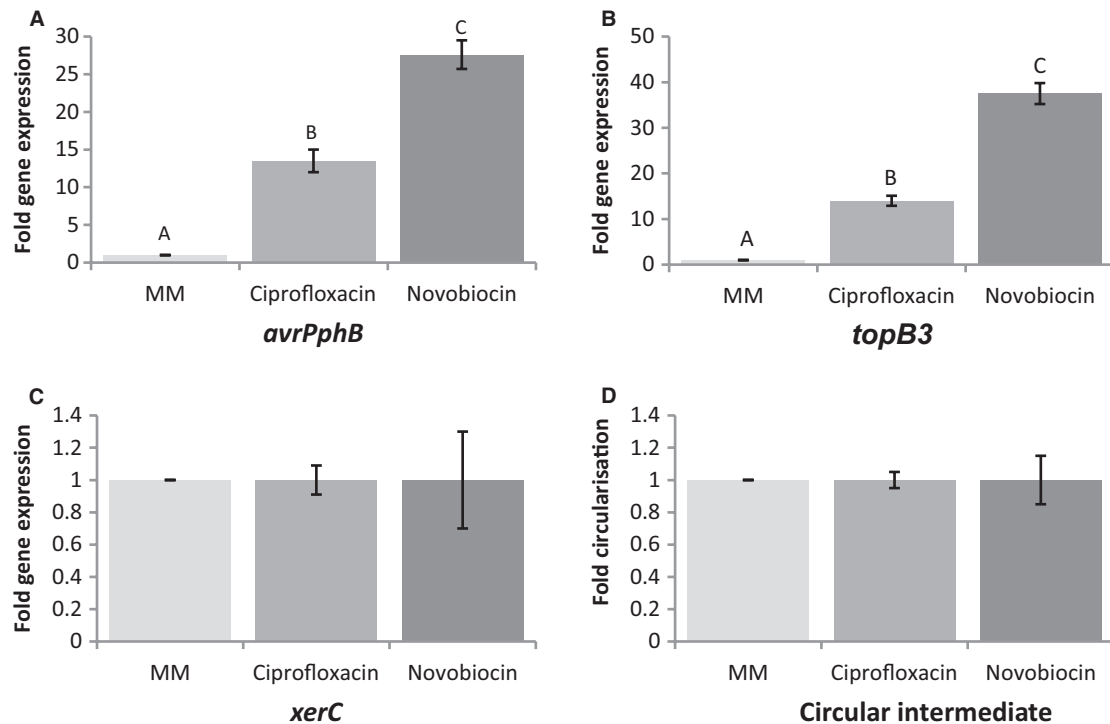 A
Fold gene expression
30
25
20
15
10
5
0
A
B
C
MM
Ciprofloxacin
Novobiocin
avrPphB
B
Fold gene expression
50
40
30
20
10
0
A
B
C
MM
Ciprofloxacin
Novobiocin
topB3
C
Fold gene expression
1.4
1.2
1
0.8
0.6
0.4
0.2
0
MM
Ciprofloxacin
Novobiocin
xerC
D
Fold circularisation
1.4
1.2
1
0.8
0.6
0.4
0.2
0
MM
Ciprofloxacin
Novobiocin
Circular intermediate